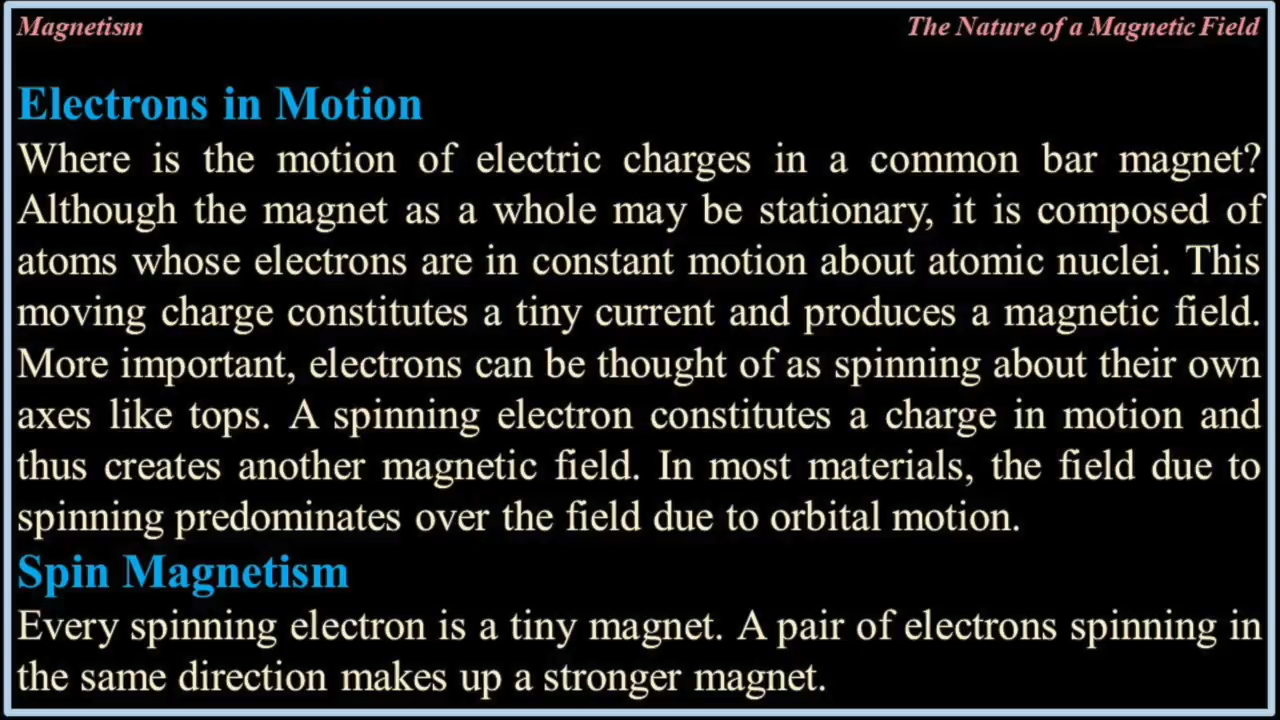 Magnetism
The Nature of a Magnetic Field
Electrons in Motion
Where is the motion of electric charges in a common bar magnet?
Although the magnet as a whole may be stationary, it is composed of
atoms whose electrons are in constant motion about atomic nuclei. This
moving charge constitutes a tiny current and produces a magnetic field.
More important, electrons can be thought of as spinning about their own
axes like tops. A spinning electron constitutes a charge in motion and
thus creates another magnetic field. In most materials, the field due to
spinning predominates over the field due to orbital motion.
Spin Magnetism
Every spinning electron is a tiny magnet. A pair of electrons spinning in
the same direction makes up a stronger magnet.